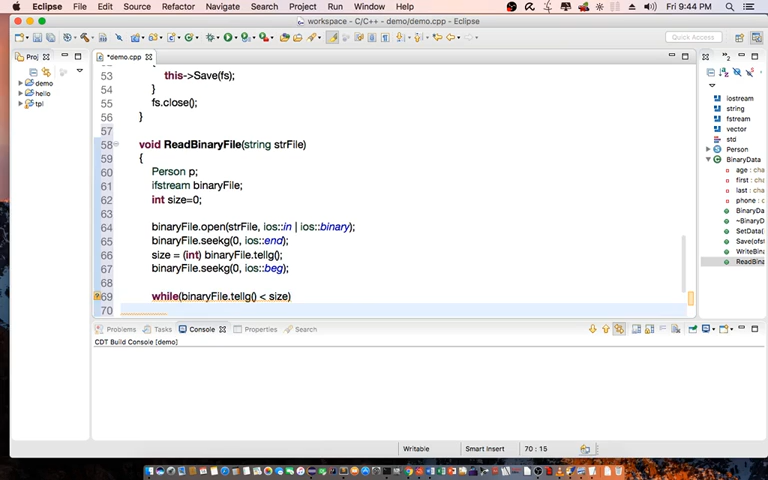 Eclipse File Edit Source Refactor Navigate Search Project Run Window Help Fri 9:44 PM
workspace - C/C++ - demo/demo.cpp - Eclipse
Quick Access
Proj
*demo.cpp
demo
hello
tpl
53 this->Save(fs);
54 }
55 fs.close();
56 }
57
58 void ReadBinaryFile(string strFile)
59 {
60 Person p;
61 ifstream binaryFile;
62 int size=0;
63
64 binaryFile.open(strFile, ios::in | ios::binary);
65 binaryFile.seekg(0, ios::end);
66 size = (int) binaryFile.tellg();
67 binaryFile.seekg(0, ios::beg);
68
69 while(binaryFile.tellg() < size)
70
iostream
string
fstream
vector
std
Person
BinaryData
age : cha
first : cha
last : cha
phone : c
BinaryD
~BinaryD
SetData(
Save(ofs
WriteBin
ReadBina
Problems Tasks Console Properties Search
CDT Build Console [demo]
Writable Smart Insert 70 : 15